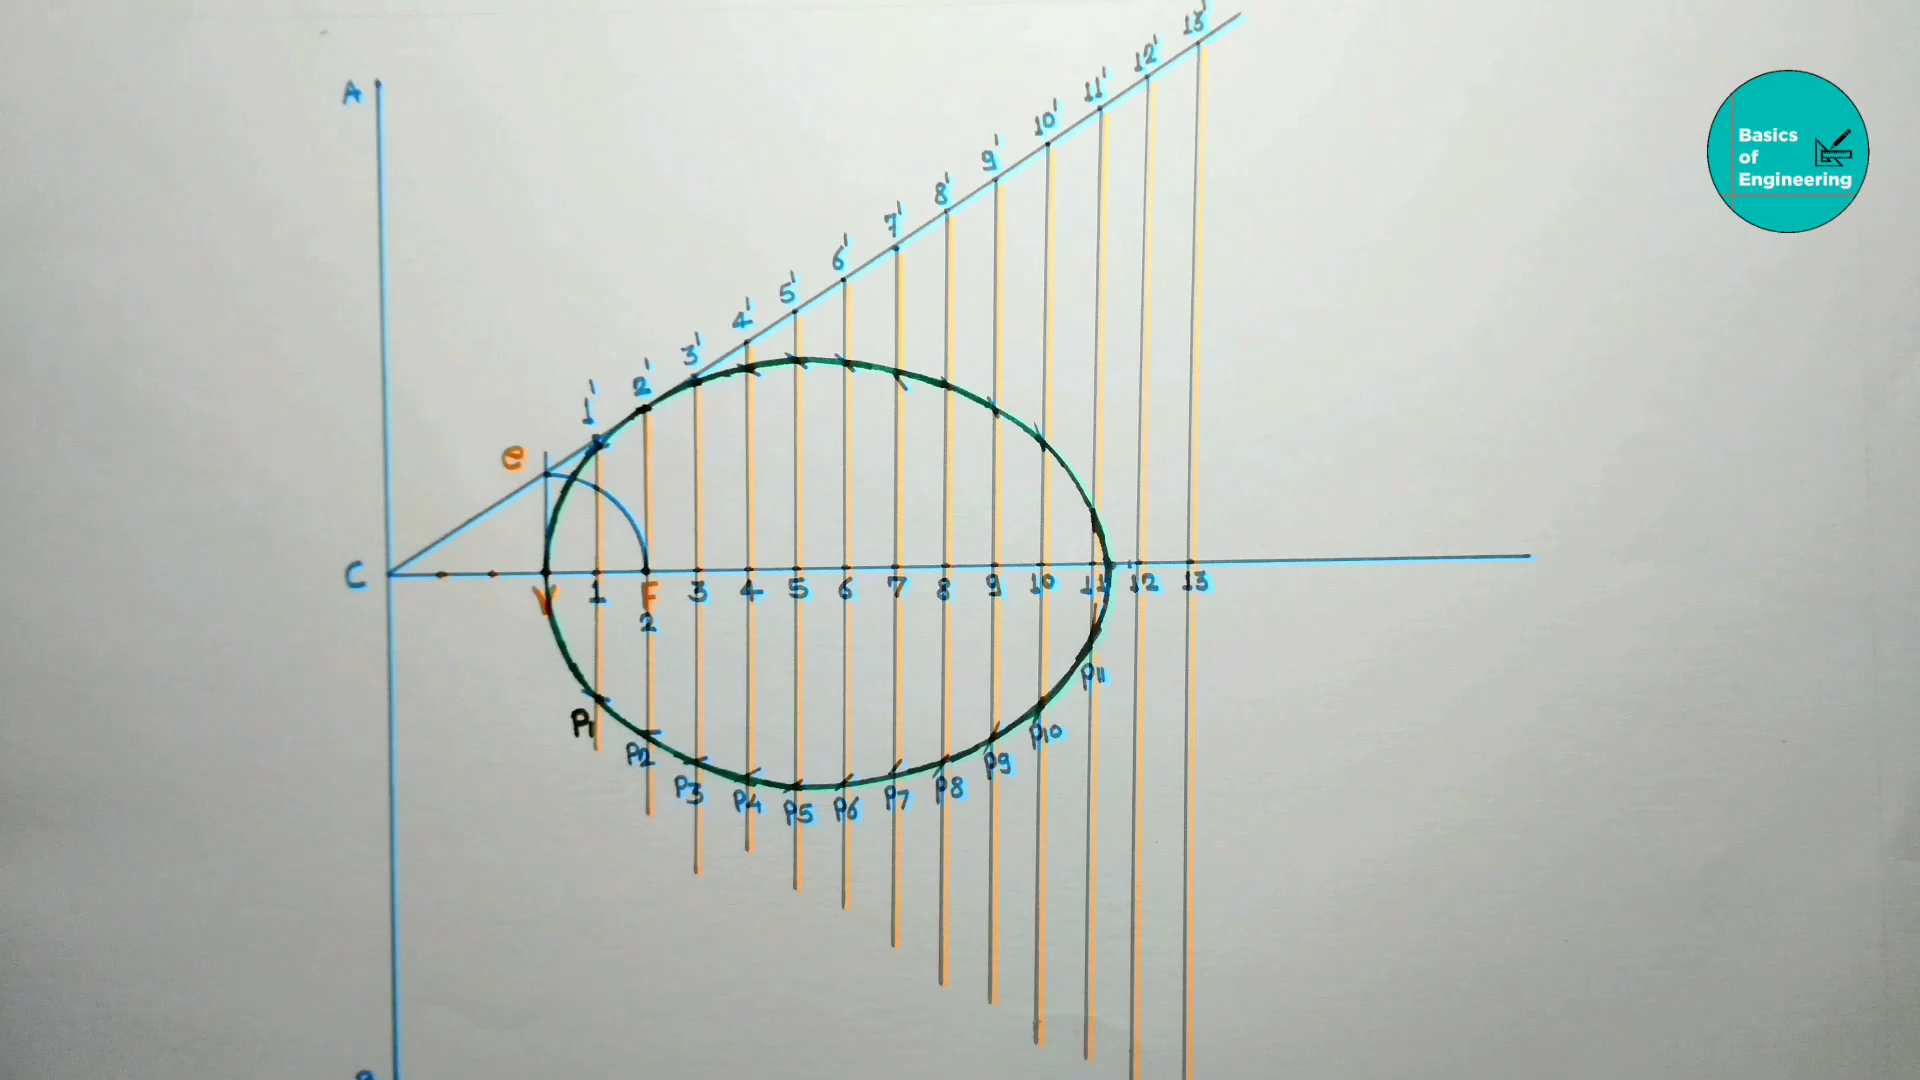 13'
12'
11'
10'
9'
8'
7'
6'
5'
4'
3'
2'
1'
A
Basics
of
Engineering
e
C
V 1 F 3 4 5 6 7 8 9 10 11 12 13
2
P1
P2
P3
P4
P5
P6
P7
P8
P9
P10
P11